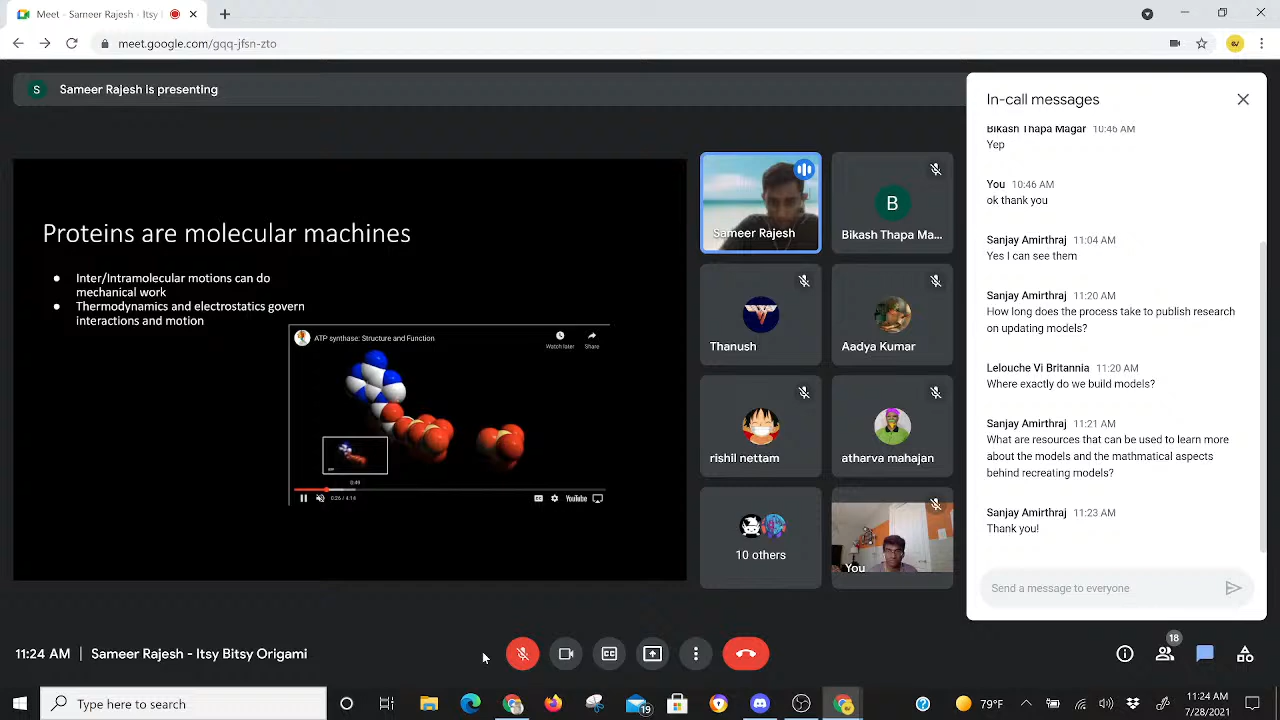 Meet - Sameer Rajesh - Itsy
meet.google.com/gqq-jfsn-zto
S
Sameer Rajesh is presenting
Proteins are molecular machines
Inter/Intramolecular motions can do
mechanical work
Thermodynamics and electrostatics govern
interactions and motion
ATP synthase: Structure and Function
Watch later
Share
0:49
0:26 / 4:14
YouTube
Sameer Rajesh
B
Bikash Thapa Ma...
Thanush
Aadya Kumar
rishil nettam
atharva mahajan
10 others
You
In-call messages
Bikash Thapa Magar 10:46 AM
Yep
You 10:46 AM
ok thank you
Sanjay Amirthraj 11:04 AM
Yes I can see them
Sanjay Amirthraj 11:20 AM
How long does the process take to publish research
on updating models?
Lelouche Vi Britannia 11:20 AM
Where exactly do we build models?
Sanjay Amirthraj 11:21 AM
What are resources that can be used to learn more
about the models and the mathmatical aspects
behind recreating models?
Sanjay Amirthraj 11:23 AM
Thank you!
Send a message to everyone
11:24 AM | Sameer Rajesh - Itsy Bitsy Origami
18
Type here to search
19
79°F
11:24 AM
7/28/2021